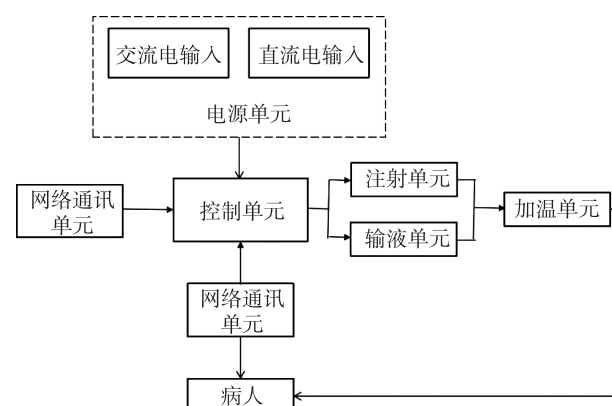 交流电输入
直流电输入
电源单元
网络通讯
单元
控制单元
注射单元
输液单元
加温单元
网络通讯
单元
病人